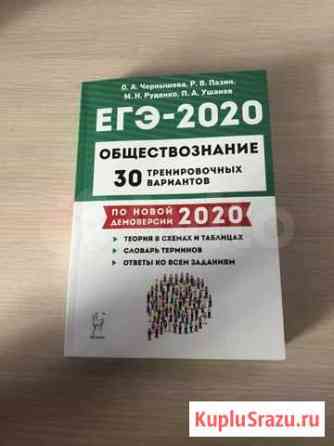 О. А. Чернышева, Р. В. Пазин,
М. Н. Руденко, П. А. Ушаков
ЕГЭ-2020
ОБЩЕСТВОЗНАНИЕ
30 ТРЕНИРОВОЧНЫХ
ВАРИАНТОВ
ПО НОВОЙ
ДЕМОВЕРСИИ 2020
ТЕОРИЯ В СХЕМАХ И ТАБЛИЦАХ
СЛОВАРЬ ТЕРМИНОВ
ОТВЕТЫ КО ВСЕМ ЗАДАНИЯМ
KupluSrazu.ru